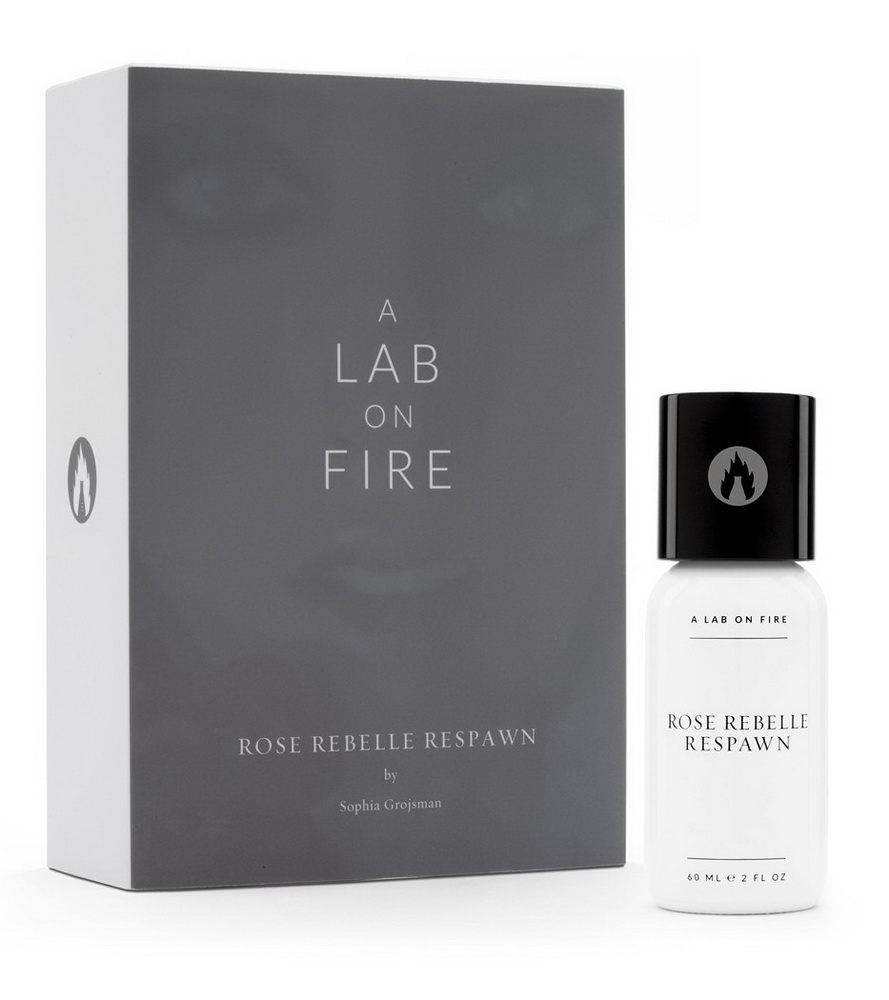 A
LAB
ON
FIRE
ROSE REBELLE RESPAWN
by
Sophia Grojsman
A LAB ON FIRE
ROSE REBELLE
RESPAWN
60 ML ℮ 2 FL OZ